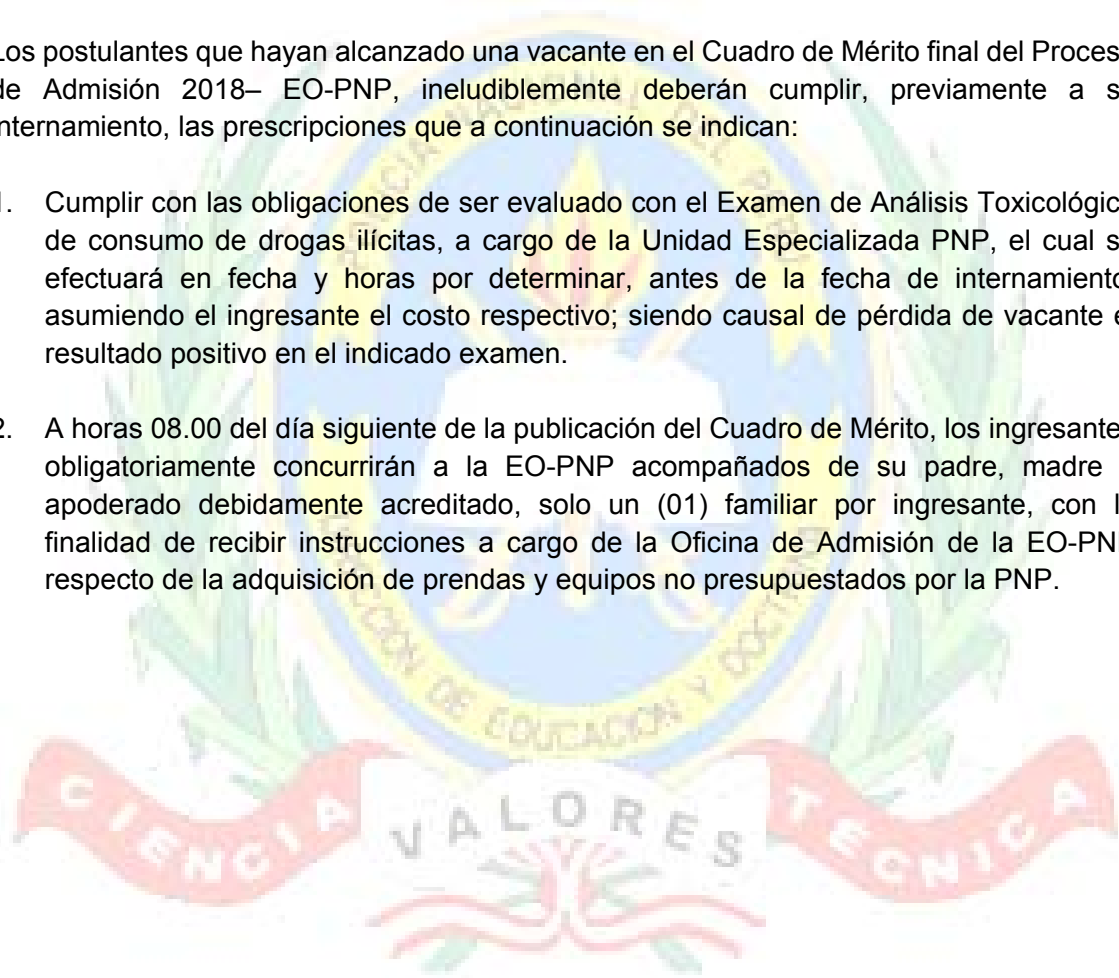 Los postulantes que hayan alcanzado una vacante en el Cuadro de Mérito final del Proces
de Admisión 2018– EO-PNP, ineludiblemente deberán cumplir, previamente a s
nternamiento, las prescripciones que a continuación se indican:
1. Cumplir con las obligaciones de ser evaluado con el Examen de Análisis Toxicológic
de consumo de drogas ilícitas, a cargo de la Unidad Especializada PNP, el cual s
efectuará en fecha y horas por determinar, antes de la fecha de internamiento
asumiendo el ingresante el costo respectivo; siendo causal de pérdida de vacante e
resultado positivo en el indicado examen.
2. A horas 08.00 del día siguiente de la publicación del Cuadro de Mérito, los ingresante
obligatoriamente concurrirán a la EO-PNP acompañados de su padre, madre
apoderado debidamente acreditado, solo un (01) familiar por ingresante, con l
finalidad de recibir instrucciones a cargo de la Oficina de Admisión de la EO-PN
respecto de la adquisición de prendas y equipos no presupuestados por la PNP.
DE EDUCACION Y
CIENCIA VALORES TECNICA